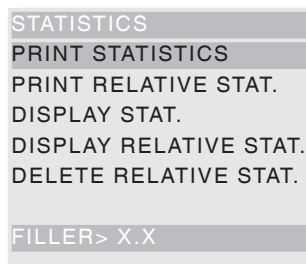 STATISTICS
PRINT STATISTICS
PRINT RELATIVE STAT.
DISPLAY STAT.
DISPLAY RELATIVE STAT.
DELETE RELATIVE STAT.
FILLER> X.X